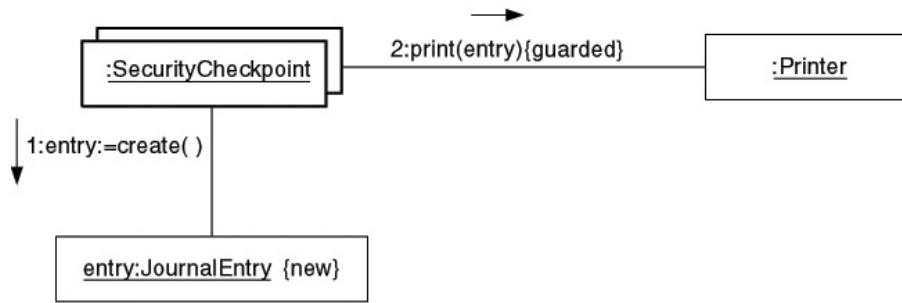 2:print(entry){guarded}
:SecurityCheckpoint
:Printer
1:entry:=create( )
entry:JournalEntry {new}